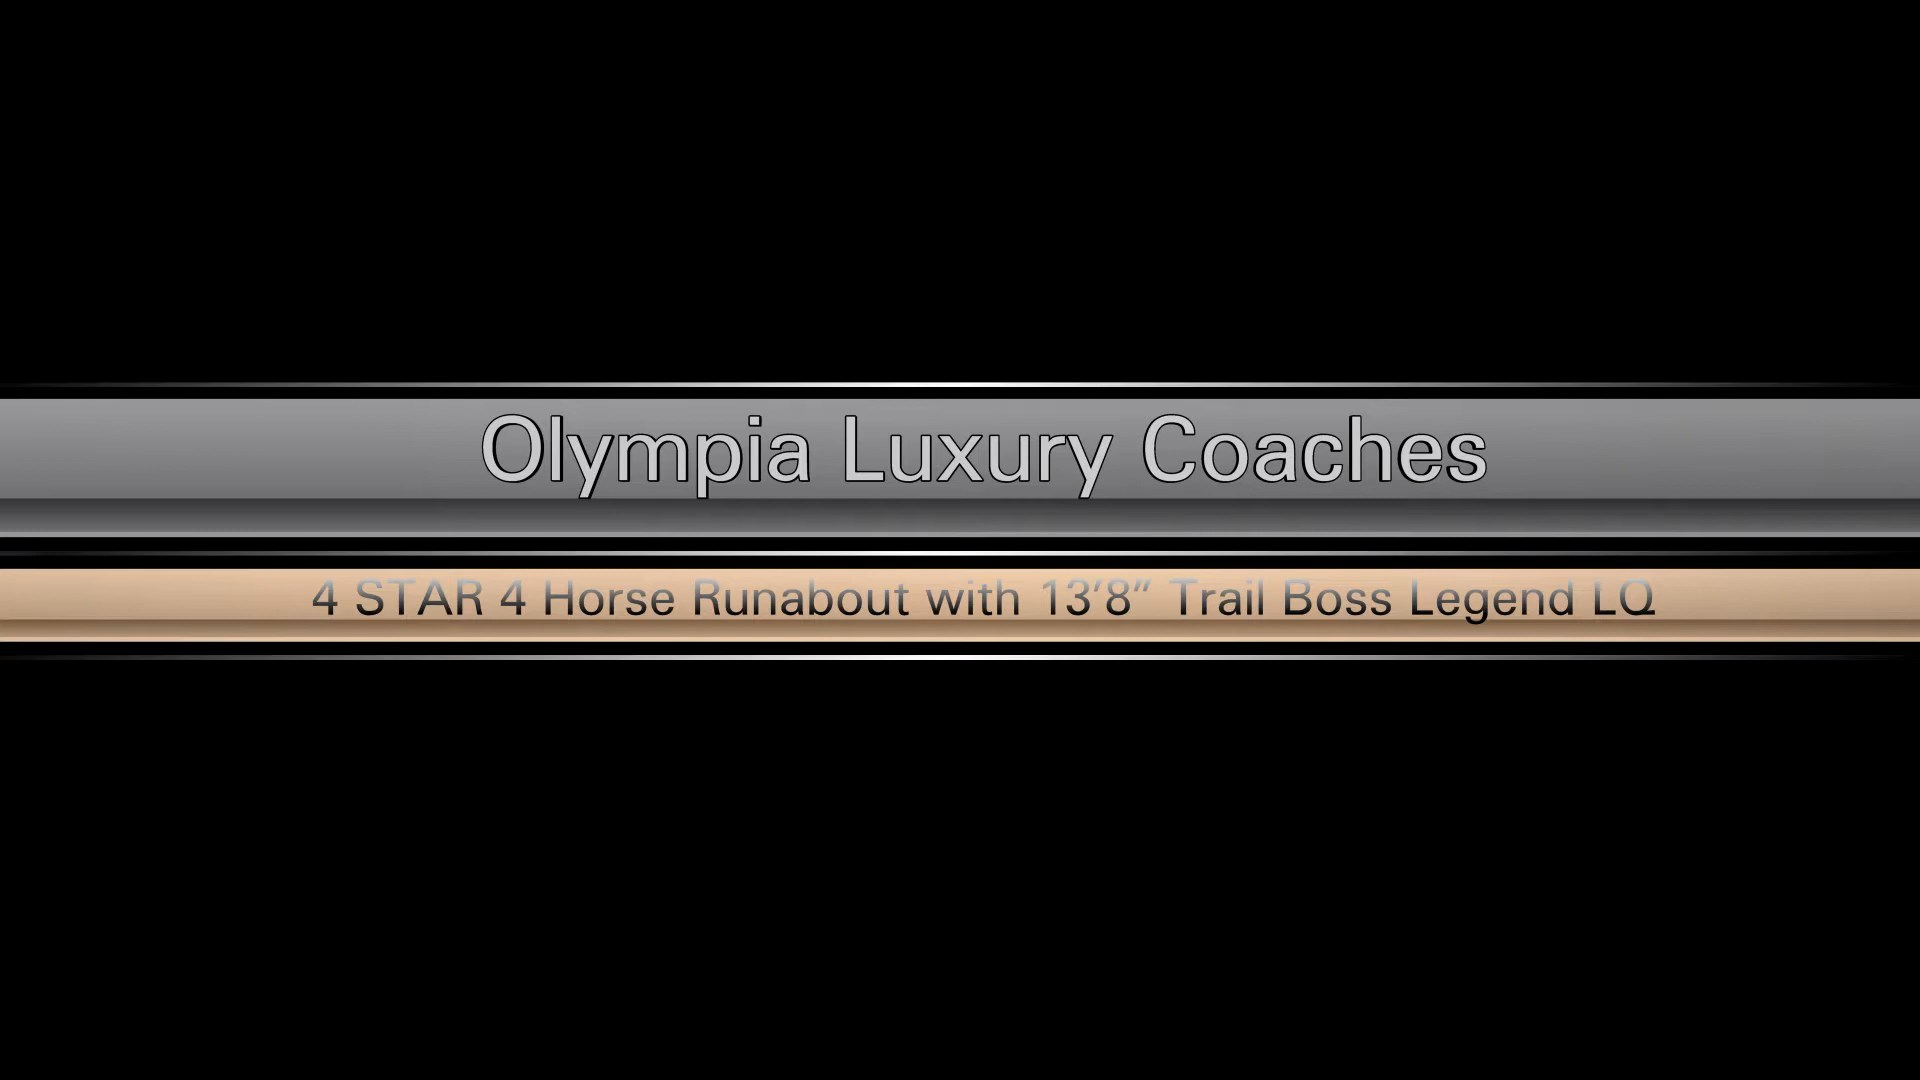 Olympia Luxury Coaches
4 STAR 4 Horse Runabout with 13’8” Trail Boss Legend LQ